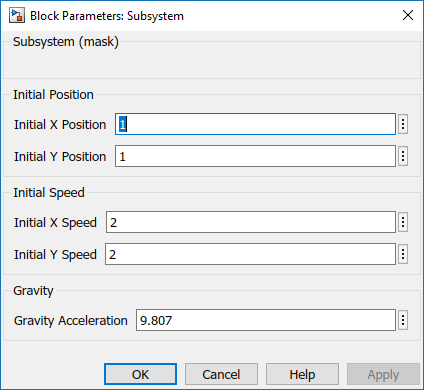 Block Parameters: Subsystem
Subsystem (mask)
Initial Position
Initial X Position 1
Initial Y Position 1
Initial Speed
Initial X Speed 2
Initial Y Speed 2
Gravity
Gravity Acceleration 9.807
OK Cancel Help Apply